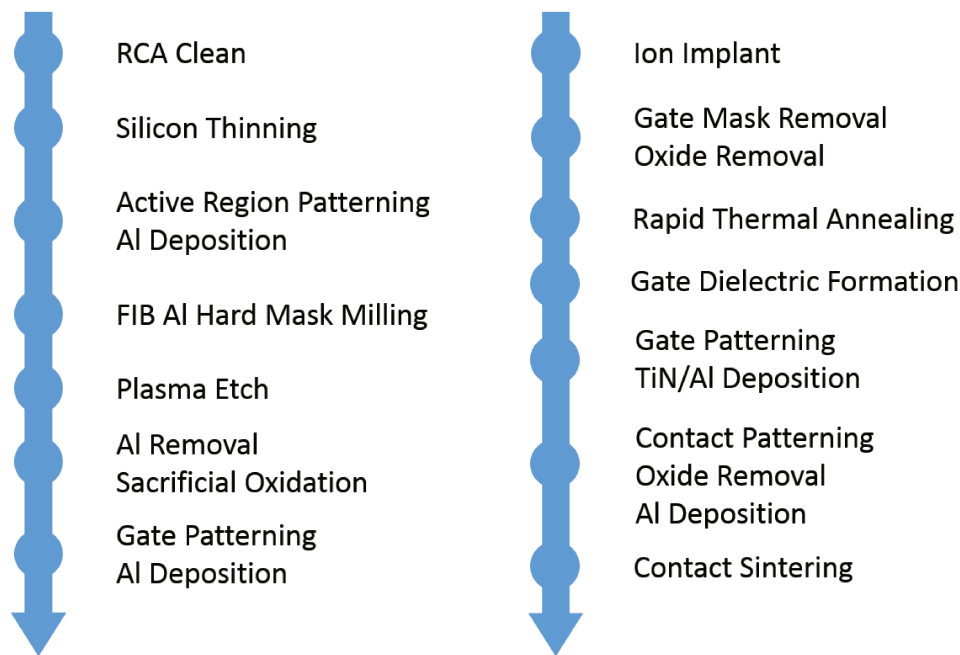 RCA Clean
Silicon Thinning
Active Region Patterning
Al Deposition
FIB Al Hard Mask Milling
Plasma Etch
Al Removal
Sacrificial Oxidation
Gate Patterning
Al Deposition
Ion Implant
Gate Mask Removal
Oxide Removal
Rapid Thermal Annealing
Gate Dielectric Formation
Gate Patterning
TiN/Al Deposition
Contact Patterning
Oxide Removal
Al Deposition
Contact Sintering